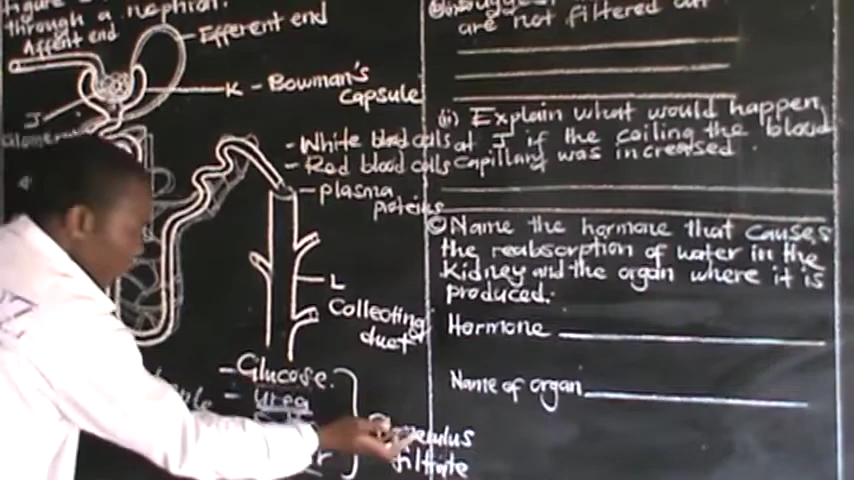 Figure
through a nephron.
Afferent end
Efferent end
K - Bowman's
Capsule
J
- White blood cells
- Red blood cells
- plasma
proteins
L
Collecting
duct
- Glucose.
- urea
filtrate
are not filtered out
(ii) Explain what would happen
at J if the coiling the blood
capillary was increased.
(c) Name the hormone that causes
the reabsorption of water in the
kidney and the organ where it is
produced.
Hormone
Name of organ